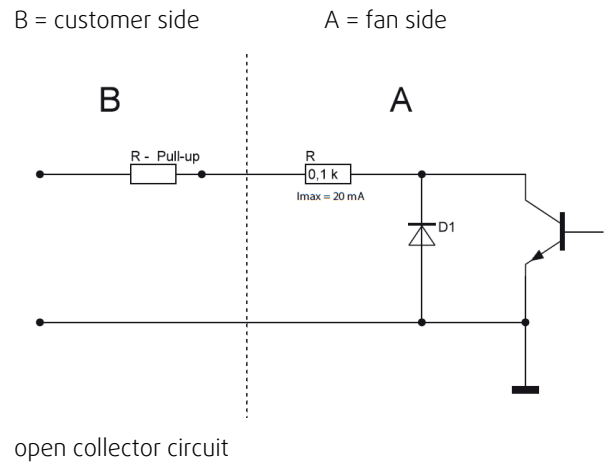 B = customer side A = fan side
B A
R - Pull-up R
0,1 k
Imax = 20 mA
D1
open collector circuit